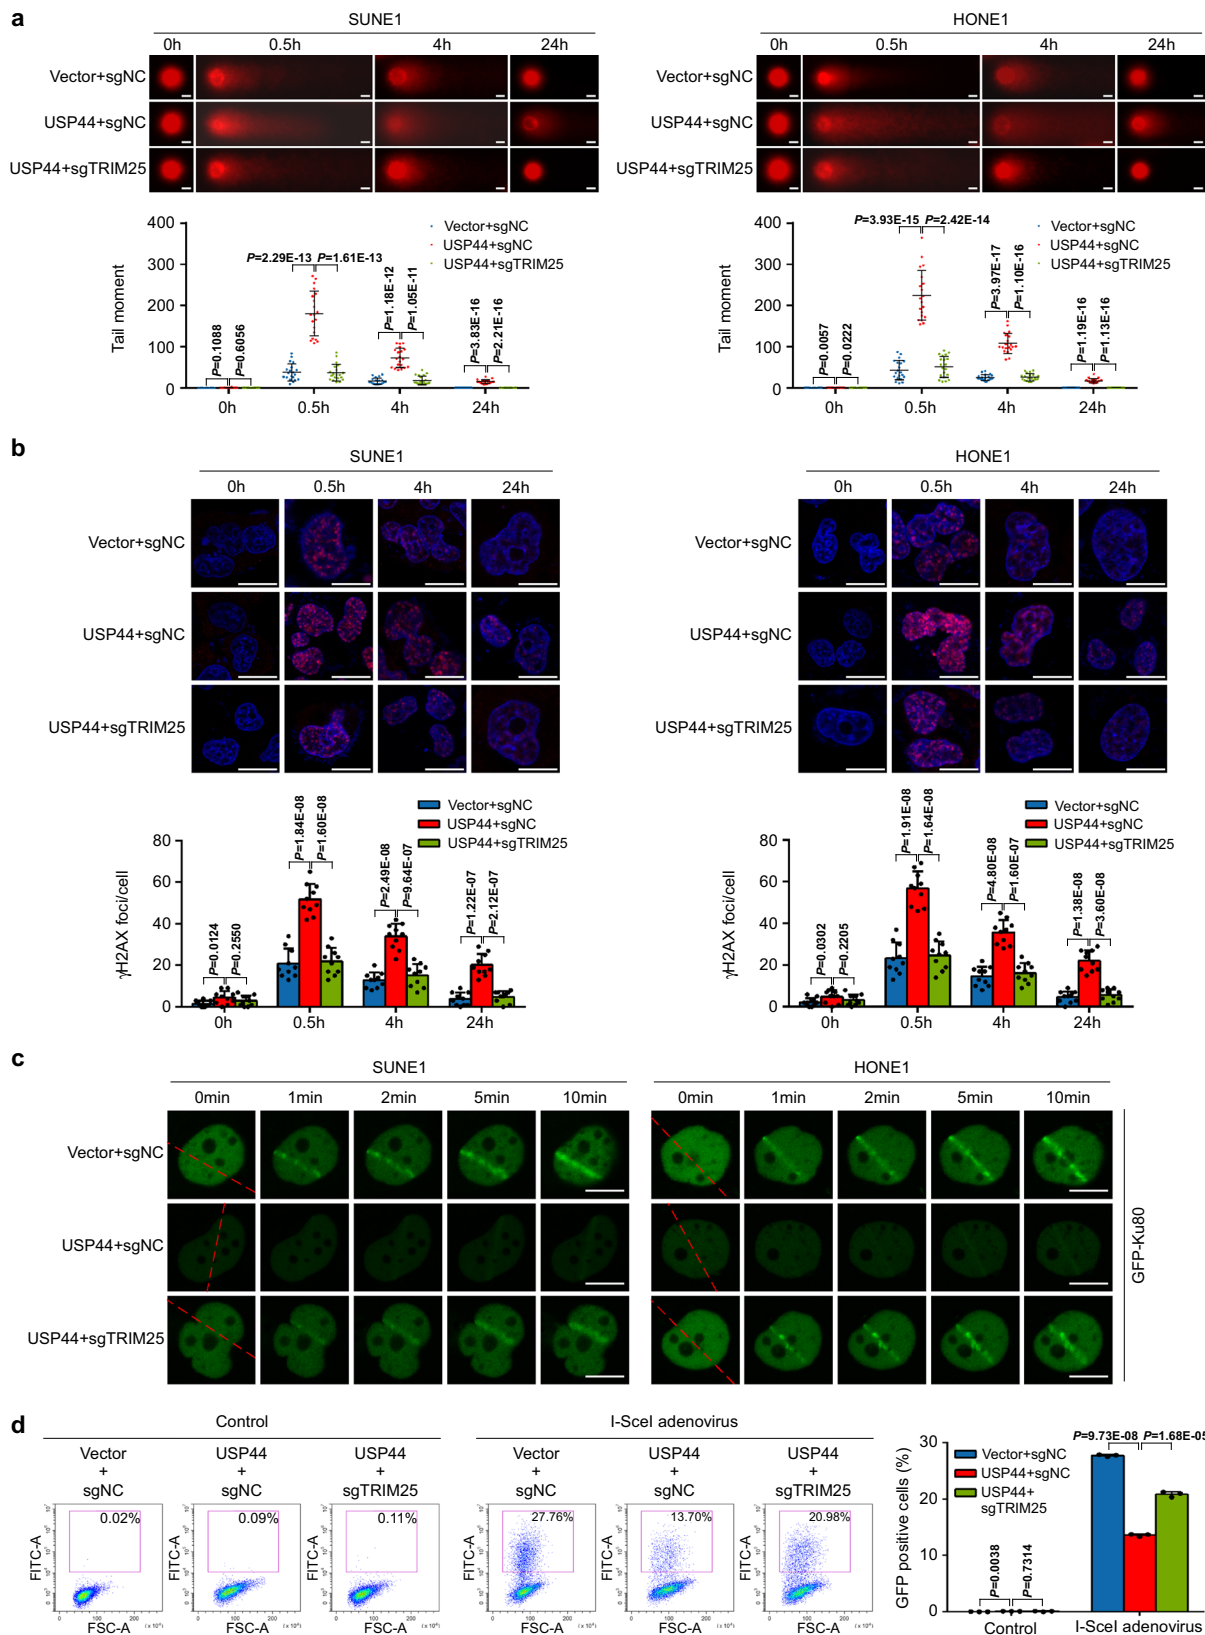 a
SUNE1
HONE1
0h 0.5h 4h 24h
0h 0.5h 4h 24h
Vector+sgNC
Vector+sgNC
USP44+sgNC
USP44+sgNC
USP44+sgTRIM25
USP44+sgTRIM25
Tail moment
400
300
200
100
0
Vector+sgNC
USP44+sgNC
USP44+sgTRIM25
P=0.1088
P=0.6056
P=2.29E-13
P=1.61E-13
P=1.18E-12
P=1.05E-11
P=3.83E-16
P=2.21E-16
0h 0.5h 4h 24h
Tail moment
400
300
200
100
0
Vector+sgNC
USP44+sgNC
USP44+sgTRIM25
P=0.0057
P=0.0222
P=3.93E-15
P=2.42E-14
P=3.97E-17
P=1.10E-16
P=1.19E-16
P=1.13E-16
0h 0.5h 4h 24h
b
SUNE1
HONE1
0h 0.5h 4h 24h
0h 0.5h 4h 24h
Vector+sgNC
Vector+sgNC
USP44+sgNC
USP44+sgNC
USP44+sgTRIM25
USP44+sgTRIM25
γH2AX foci/cell
80
60
40
20
0
Vector+sgNC
USP44+sgNC
USP44+sgTRIM25
P=0.0124
P=0.2550
P=1.84E-08
P=1.60E-08
P=2.49E-08
P=9.64E-07
P=1.22E-07
P=2.12E-07
0h 0.5h 4h 24h
γH2AX foci/cell
80
60
40
20
0
Vector+sgNC
USP44+sgNC
USP44+sgTRIM25
P=0.0302
P=0.2205
P=1.91E-08
P=1.64E-08
P=4.80E-08
P=1.60E-07
P=1.38E-08
P=3.60E-08
0h 0.5h 4h 24h
c
SUNE1
HONE1
0min 1min 2min 5min 10min
0min 1min 2min 5min 10min
Vector+sgNC
USP44+sgNC
USP44+sgTRIM25
GFP-Ku80
d
Control
I-SceI adenovirus
Vector
+
sgNC
USP44
+
sgNC
USP44
+
sgTRIM25
Vector
+
sgNC
USP44
+
sgNC
USP44
+
sgTRIM25
0.02%
0.09%
0.11%
27.76%
13.70%
20.98%
FITC-A
FITC-A
FITC-A
FITC-A
FITC-A
FITC-A
FSC-A
FSC-A
FSC-A
FSC-A
FSC-A
FSC-A
GFP positive cells (%)
30
20
10
0
Vector+sgNC
USP44+sgNC
USP44+
sgTRIM25
P=0.0038
P=0.7314
P=9.73E-08
P=1.68E-05
Control I-SceI adenovirus